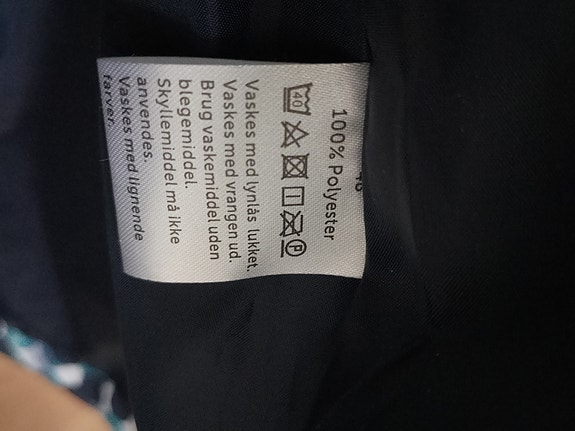 100% Polyester
40
P
Vaskes med lynlås lukket.
Vaskes med vrangen ud.
Brug vaskemiddel uden
blegemiddel.
Skyllemiddel må ikke
anvendes.
Vaskes med lignende
farver.